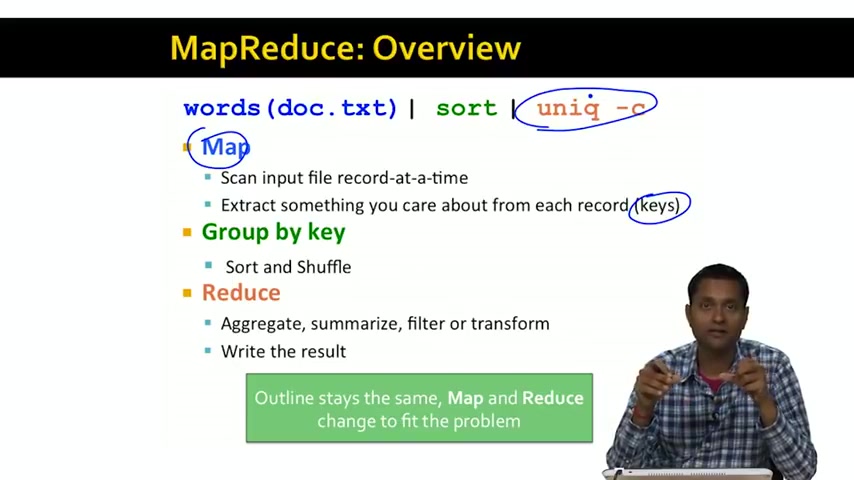 MapReduce: Overview
words(doc.txt) | sort | uniq -c
Map
Scan input file record-at-a-time
Extract something you care about from each record (keys)
Group by key
Sort and Shuffle
Reduce
Aggregate, summarize, filter or transform
Write the result
Outline stays the same, Map and Reduce
change to fit the problem